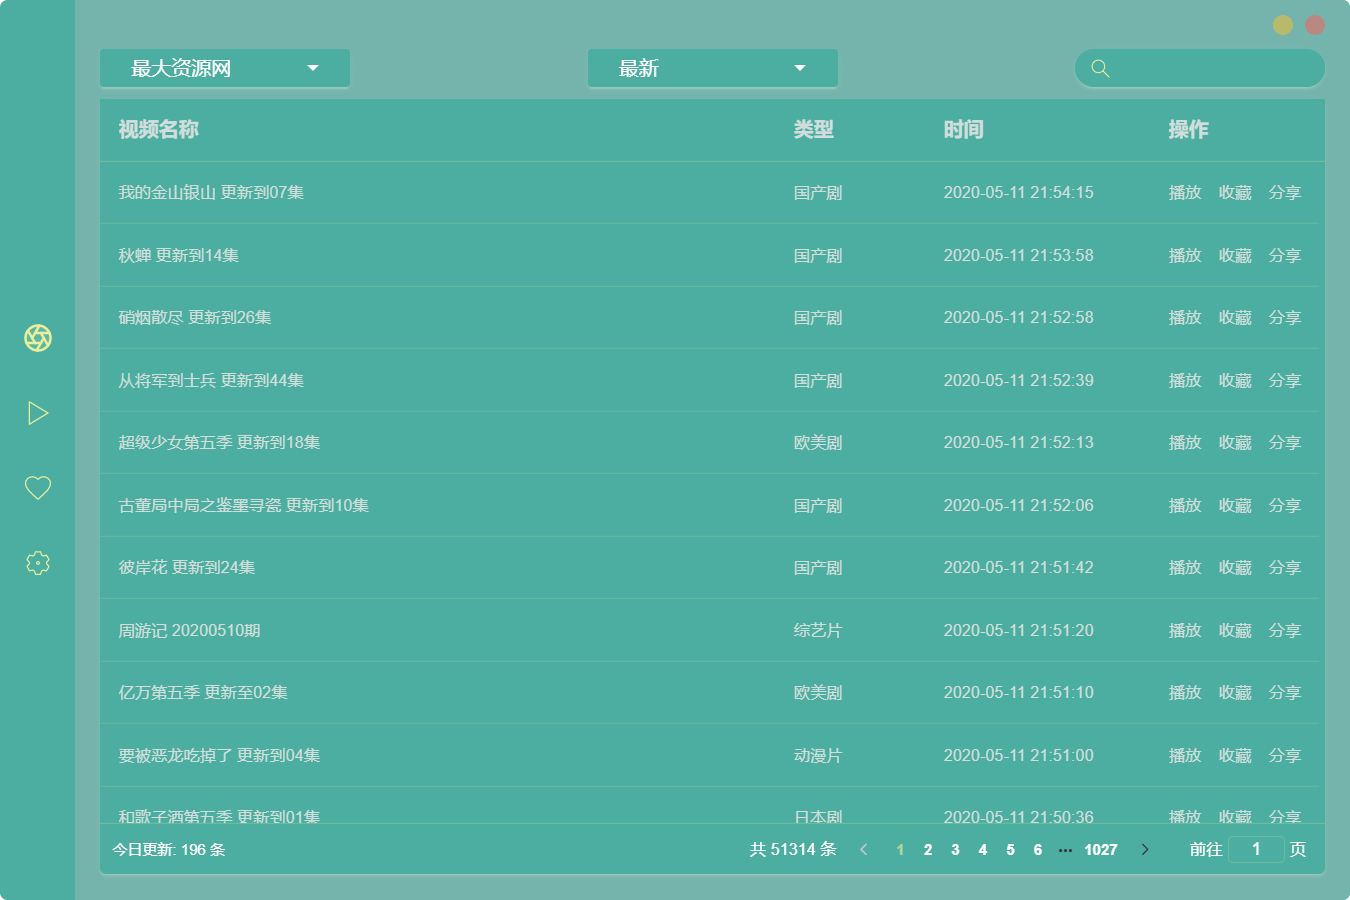 最大资源网 最新
视频名称 类型 时间 操作
我的金山银山 更新到07集 国产剧 2020-05-11 21:54:15 播放 收藏 分享
秋蝉 更新到14集 国产剧 2020-05-11 21:53:58 播放 收藏 分享
硝烟散尽 更新到26集 国产剧 2020-05-11 21:52:58 播放 收藏 分享
从将军到士兵 更新到44集 国产剧 2020-05-11 21:52:39 播放 收藏 分享
超级少女第五季 更新到18集 欧美剧 2020-05-11 21:52:13 播放 收藏 分享
古董局中局之鉴墨寻瓷 更新到10集 国产剧 2020-05-11 21:52:06 播放 收藏 分享
彼岸花 更新到24集 国产剧 2020-05-11 21:51:42 播放 收藏 分享
周游记 20200510期 综艺片 2020-05-11 21:51:20 播放 收藏 分享
亿万第五季 更新至02集 欧美剧 2020-05-11 21:51:10 播放 收藏 分享
要被恶龙吃掉了 更新到04集 动漫片 2020-05-11 21:51:00 播放 收藏 分享
和歌子酒第五季 更新到01集 日本剧 2020-05-11 21:50:36 播放 收藏 分享
今日更新: 196 条 共 51314 条 1 2 3 4 5 6 ··· 1027 前往 1 页